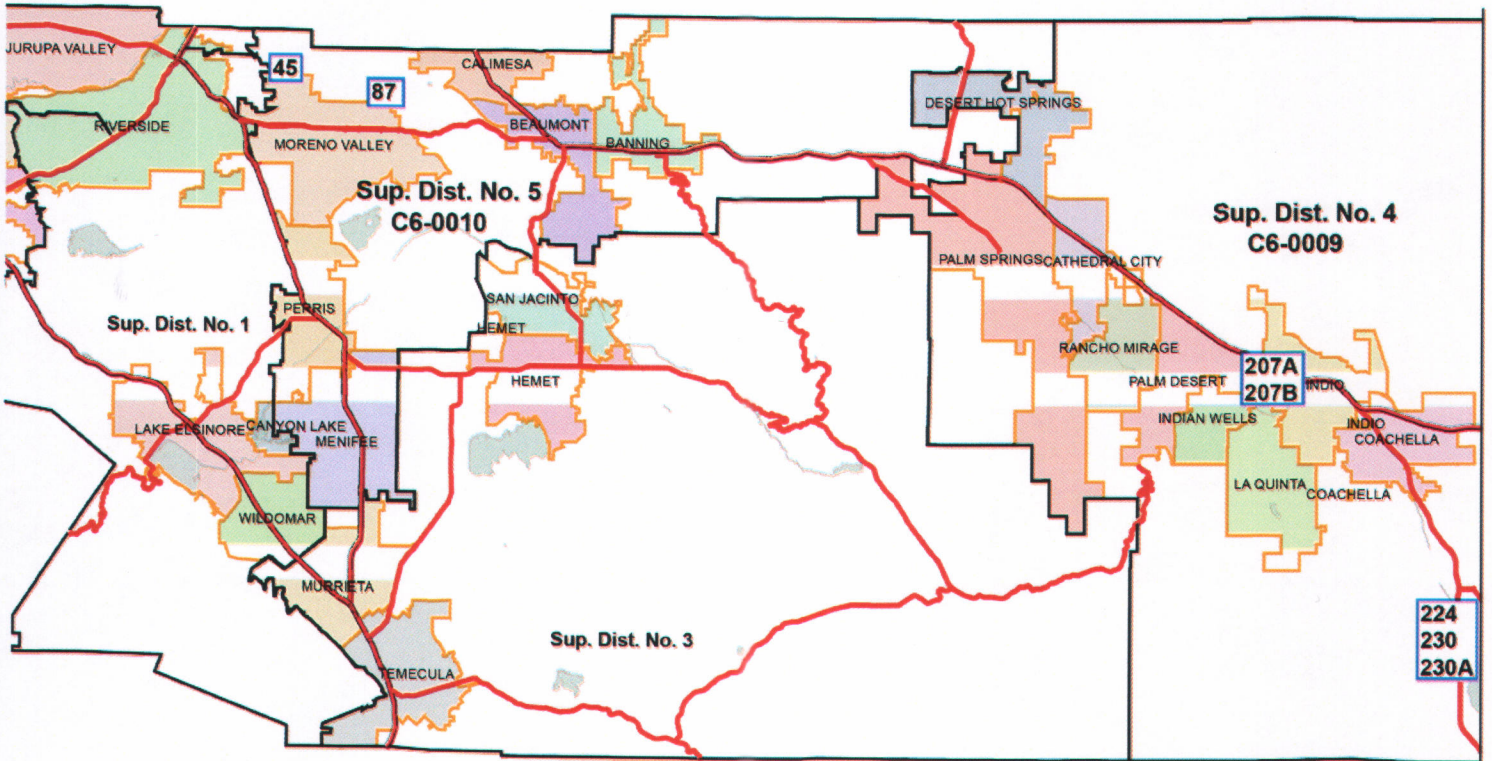 JURUPA VALLEY
45
CALIMESA
87
DESERT HOT SPRINGS
RIVERSIDE
BEAUMONT
BANNING
MORENO VALLEY
Sup. Dist. No. 5
C6-0010
Sup. Dist. No. 4
C6-0009
PALM SPRINGS
CATHEDRAL CITY
SAN JACINTO
PERRIS
Sup. Dist. No. 1
HEMET
RANCHO MIRAGE
207A
207B
HEMET
PALM DESERT
INDIO
INDIAN WELLS
LAKE ELSINORE
CANYON LAKE
MENIFEE
INDIO
COACHELLA
LA QUINTA
COACHELLA
WILDOMAR
MURRIETA
224
230
230A
Sup. Dist. No. 3
TEMECULA